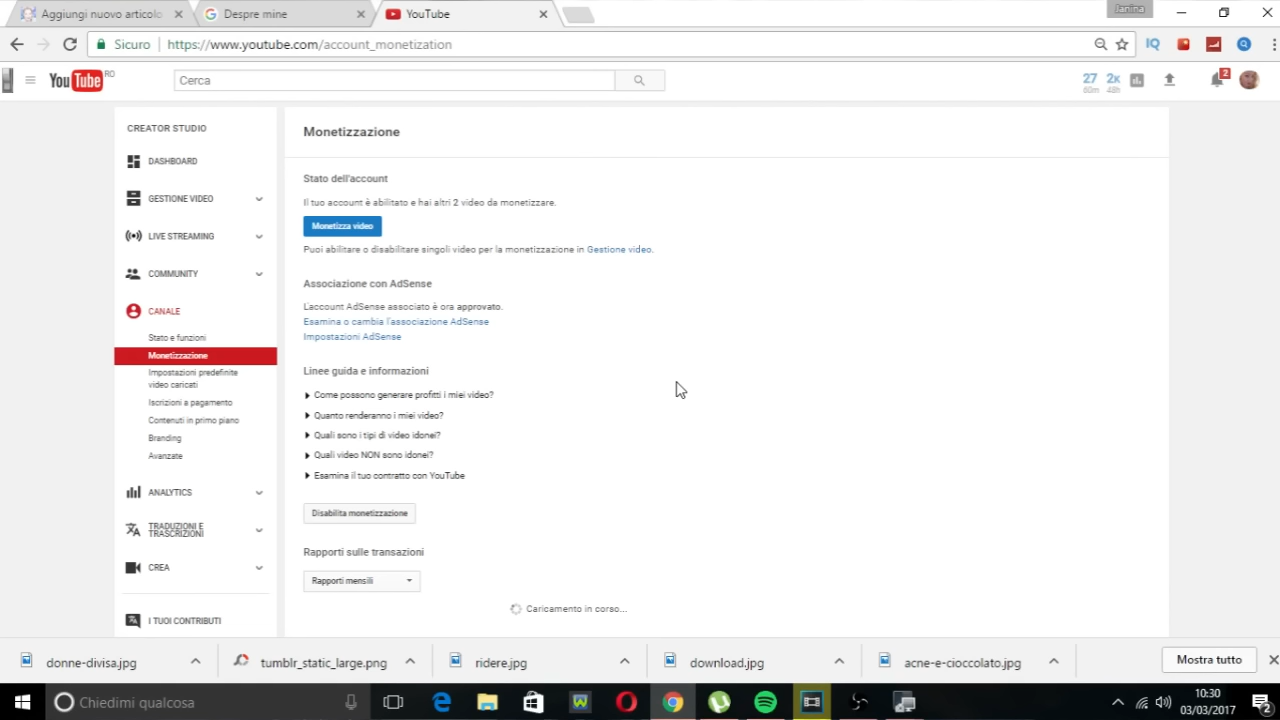 Aggiungi nuovo articolo
Despre mine
YouTube
Janina
Sicuro
https://www.youtube.com/account_monetization
IQ
YouTube RO
Cerca
27
60m
2x
48h
2
CREATOR STUDIO
DASHBOARD
GESTIONE VIDEO
LIVE STREAMING
COMMUNITY
CANALE
Stato e funzioni
Monetizzazione
Impostazioni predefinite
video caricati
Iscrizioni a pagamento
Contenuti in primo piano
Branding
Avanzate
ANALYTICS
TRADUZIONI E
TRASCRIZIONI
CREA
I TUOI CONTRIBUTI
Monetizzazione
Stato dell'account
Il tuo account è abilitato e hai altri 2 video da monetizzare.
Monetizza video
Puoi abilitare o disabilitare singoli video per la monetizzazione in Gestione video.
Associazione con AdSense
L'account AdSense associato è ora approvato.
Esamina o cambia l'associazione AdSense
Impostazioni AdSense
Linee guida e informazioni
Come possono generare profitti i miei video?
Quanto renderanno i miei video?
Quali sono i tipi di video idonei?
Quali video NON sono idonei?
Esamina il tuo contratto con YouTube
Disabilita monetizzazione
Rapporti sulle transazioni
Rapporti mensili
Caricamento in corso...
donne-divisa.jpg
tumblr_static_large.png
ridere.jpg
download.jpg
acne-e-cioccolato.jpg
Mostra tutto
Chiedimi qualcosa
10:30
03/03/2017
2